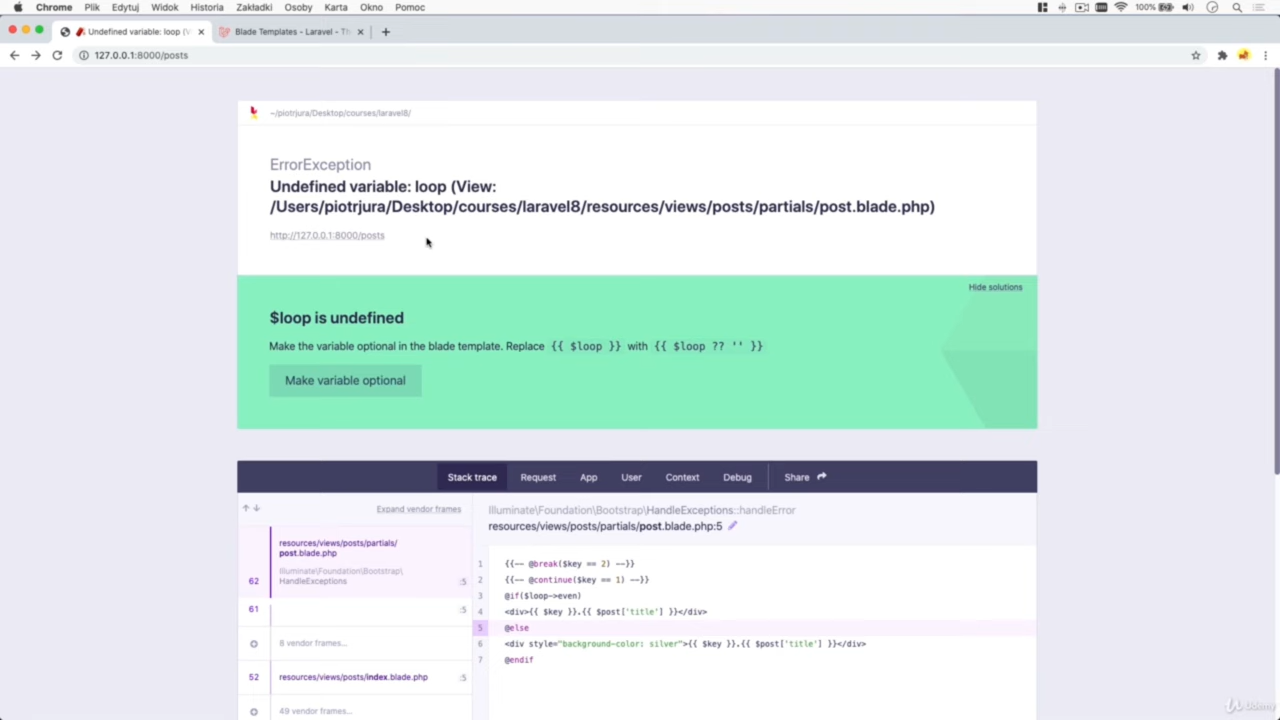 Chrome Plik Edytuj Widok Historia Zakładki Osoby Karta Okno Pomoc 100%
Undefined variable: loop (V
Blade Templates - Laravel - Th
127.0.0.1:8000/posts
~/piotrjura/Desktop/courses/laravel8/
ErrorException
Undefined variable: loop (View:
/Users/piotrjura/Desktop/courses/laravel8/resources/views/posts/partials/post.blade.php)
http://127.0.0.1:8000/posts
Hide solutions
$loop is undefined
Make the variable optional in the blade template. Replace {{ $loop }} with {{ $loop ?? '' }}
Make variable optional
Stack trace Request App User Context Debug Share
Expand vendor frames
resources/views/posts/partials/
post.blade.php
Illuminate\Foundation\Bootstrap\
HandleExceptions
62 :5
61 :5
8 vendor frames...
52 resources/views/posts/index.blade.php :5
49 vendor frames...
Illuminate\Foundation\Bootstrap\HandleExceptions::handleError
resources/views/posts/partials/post.blade.php:5
1 {{-- @break($key == 2) --}}
2 {{-- @continue($key == 1) --}}
3 @if($loop->even)
4 <div>{{ $key }}.{{ $post['title'] }}</div>
5 @else
6 <div style="background-color: silver">{{ $key }}.{{ $post['title'] }}</div>
7 @endif
Udemy